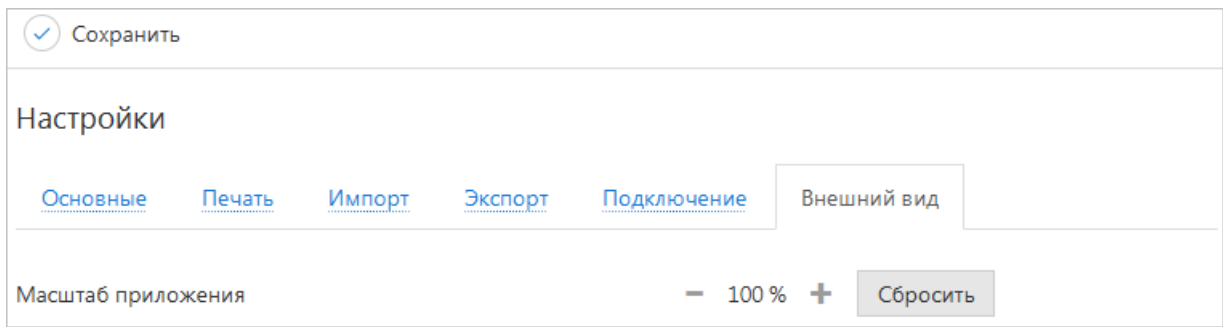 Сохранить
Настройки
Основные Печать Импорт Экспорт Подключение Внешний вид
Масштаб приложения − 100 % + Сбросить